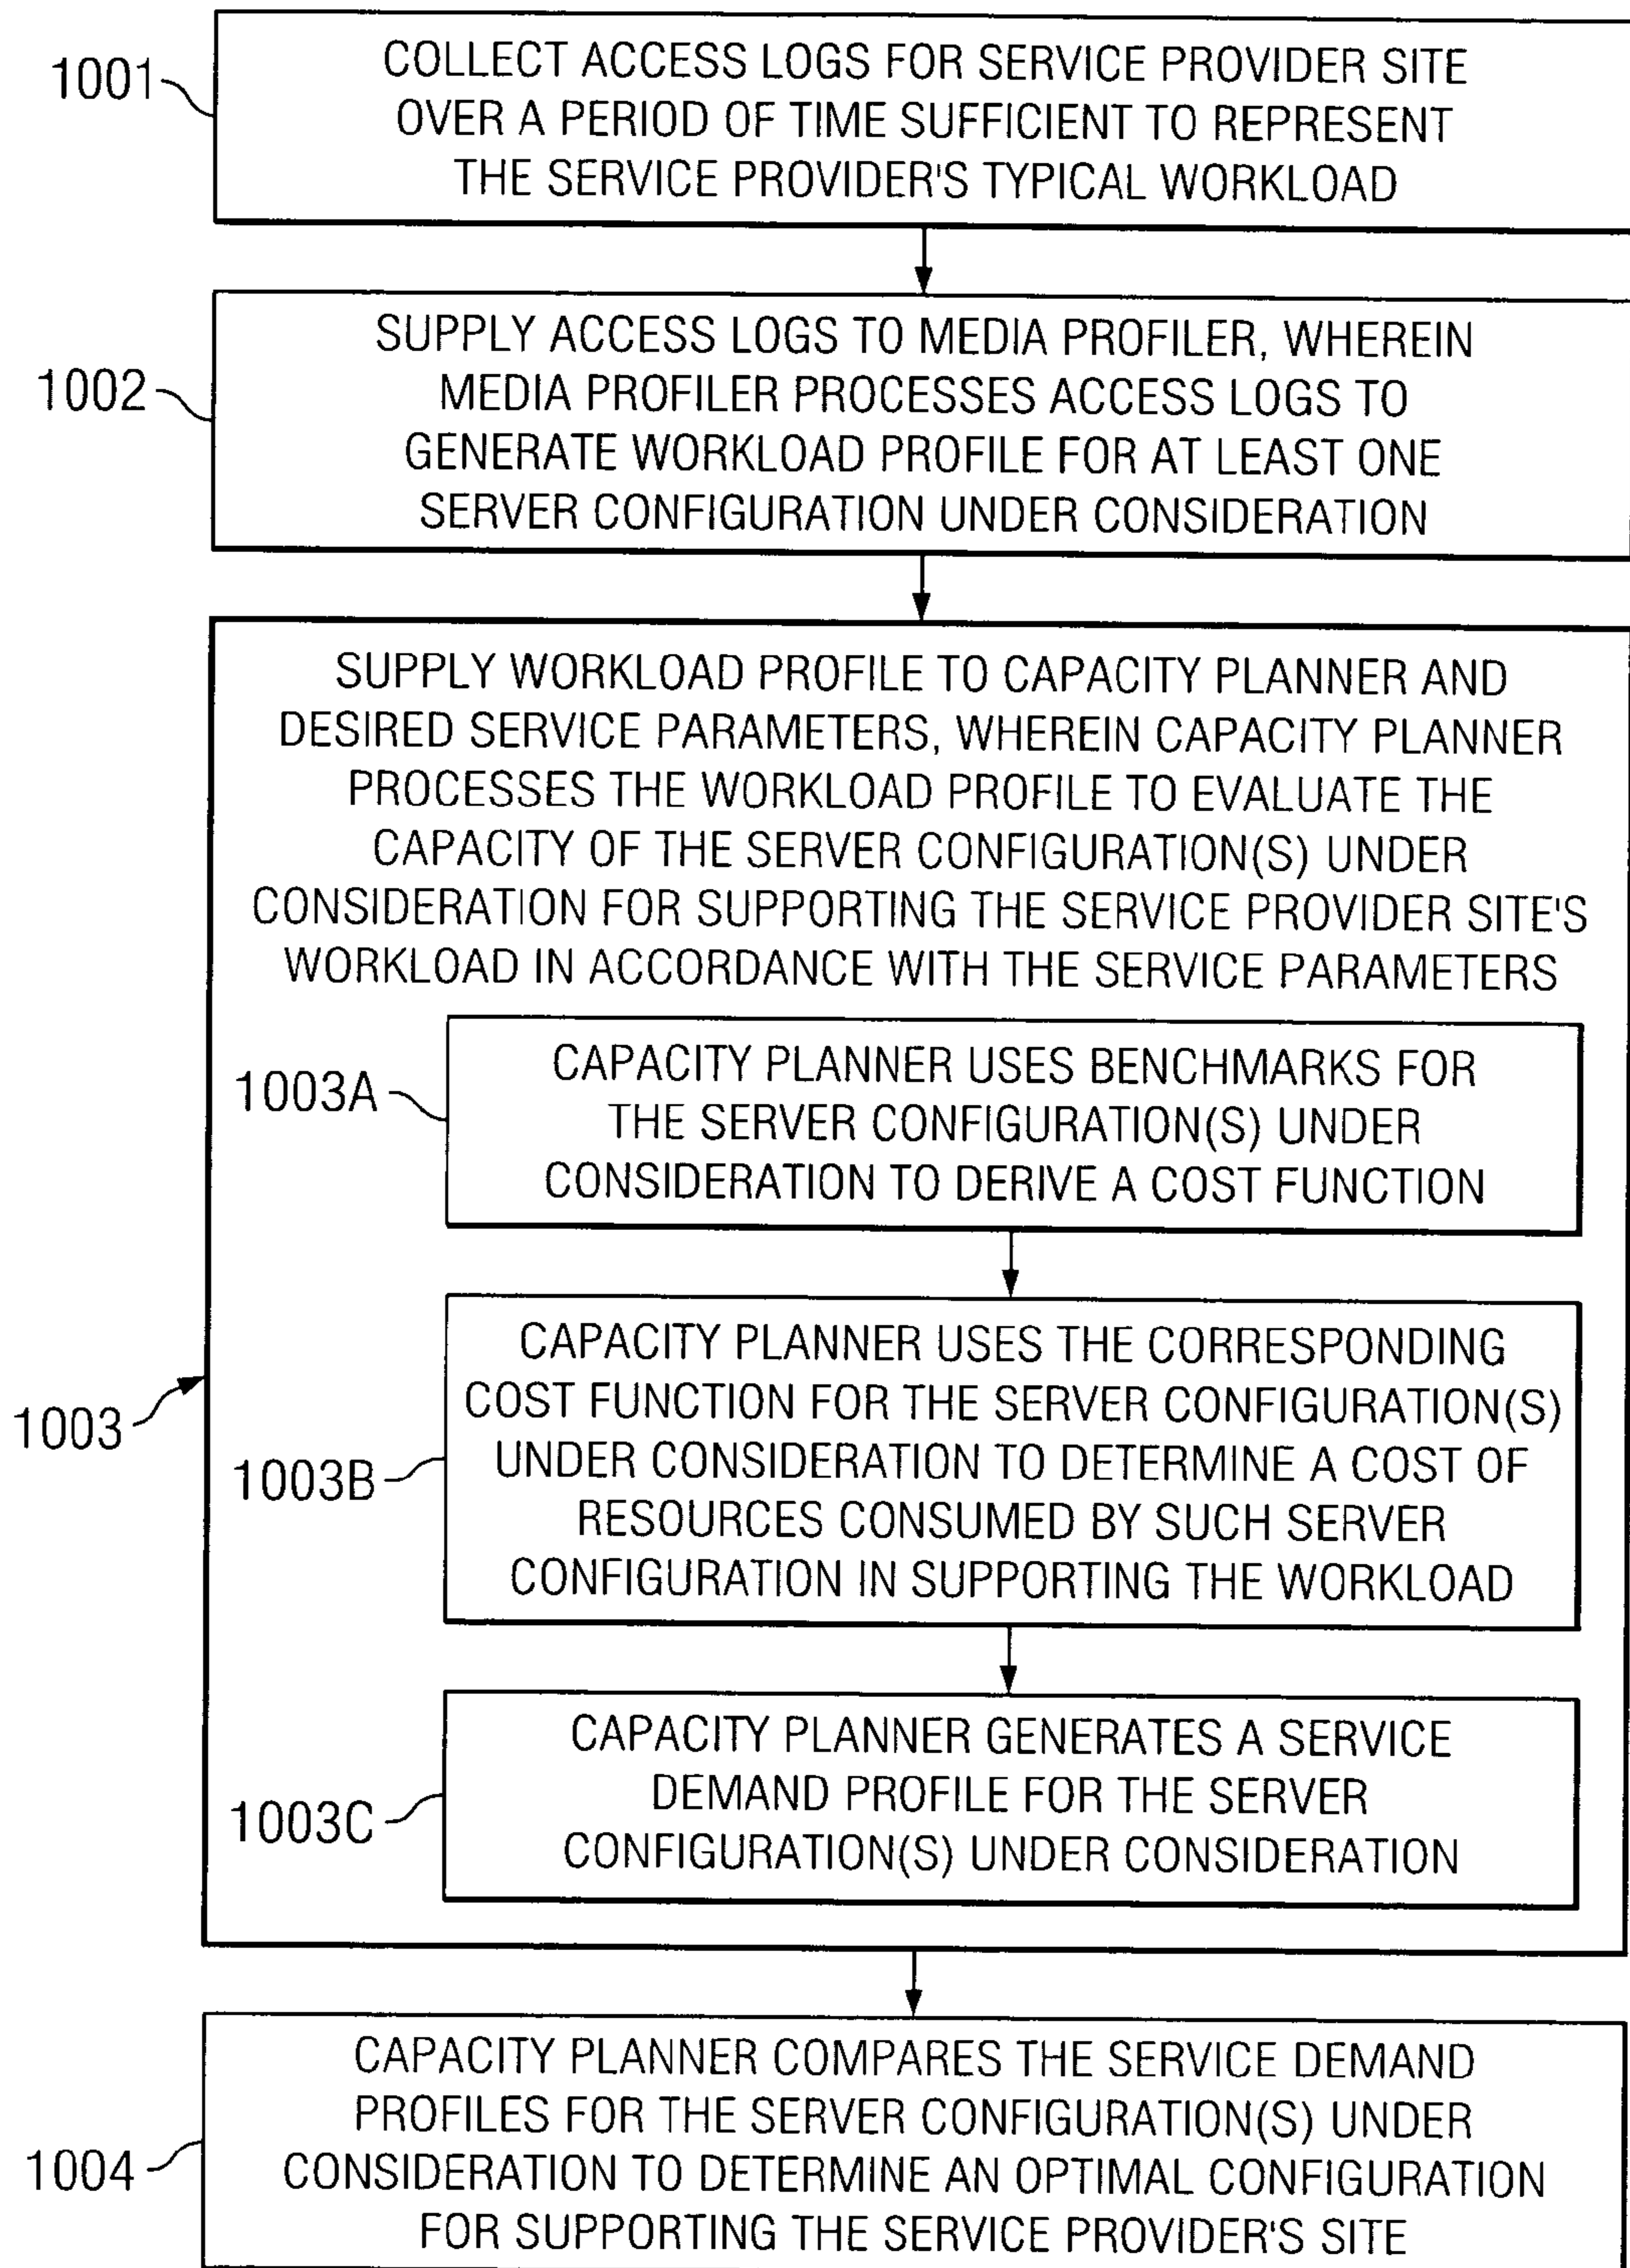 1001
COLLECT ACCESS LOGS FOR SERVICE PROVIDER SITE
OVER A PERIOD OF TIME SUFFICIENT TO REPRESENT
THE SERVICE PROVIDER'S TYPICAL WORKLOAD
1002
SUPPLY ACCESS LOGS TO MEDIA PROFILER, WHEREIN
MEDIA PROFILER PROCESSES ACCESS LOGS TO
GENERATE WORKLOAD PROFILE FOR AT LEAST ONE
SERVER CONFIGURATION UNDER CONSIDERATION
1003
SUPPLY WORKLOAD PROFILE TO CAPACITY PLANNER AND
DESIRED SERVICE PARAMETERS, WHEREIN CAPACITY PLANNER
PROCESSES THE WORKLOAD PROFILE TO EVALUATE THE
CAPACITY OF THE SERVER CONFIGURATION(S) UNDER
CONSIDERATION FOR SUPPORTING THE SERVICE PROVIDER SITE'S
WORKLOAD IN ACCORDANCE WITH THE SERVICE PARAMETERS
1003A
CAPACITY PLANNER USES BENCHMARKS FOR
THE SERVER CONFIGURATION(S) UNDER
CONSIDERATION TO DERIVE A COST FUNCTION
1003B
CAPACITY PLANNER USES THE CORRESPONDING
COST FUNCTION FOR THE SERVER CONFIGURATION(S)
UNDER CONSIDERATION TO DETERMINE A COST OF
RESOURCES CONSUMED BY SUCH SERVER
CONFIGURATION IN SUPPORTING THE WORKLOAD
1003C
CAPACITY PLANNER GENERATES A SERVICE
DEMAND PROFILE FOR THE SERVER
CONFIGURATION(S) UNDER CONSIDERATION
1004
CAPACITY PLANNER COMPARES THE SERVICE DEMAND
PROFILES FOR THE SERVER CONFIGURATION(S) UNDER
CONSIDERATION TO DETERMINE AN OPTIMAL CONFIGURATION
FOR SUPPORTING THE SERVICE PROVIDER'S SITE